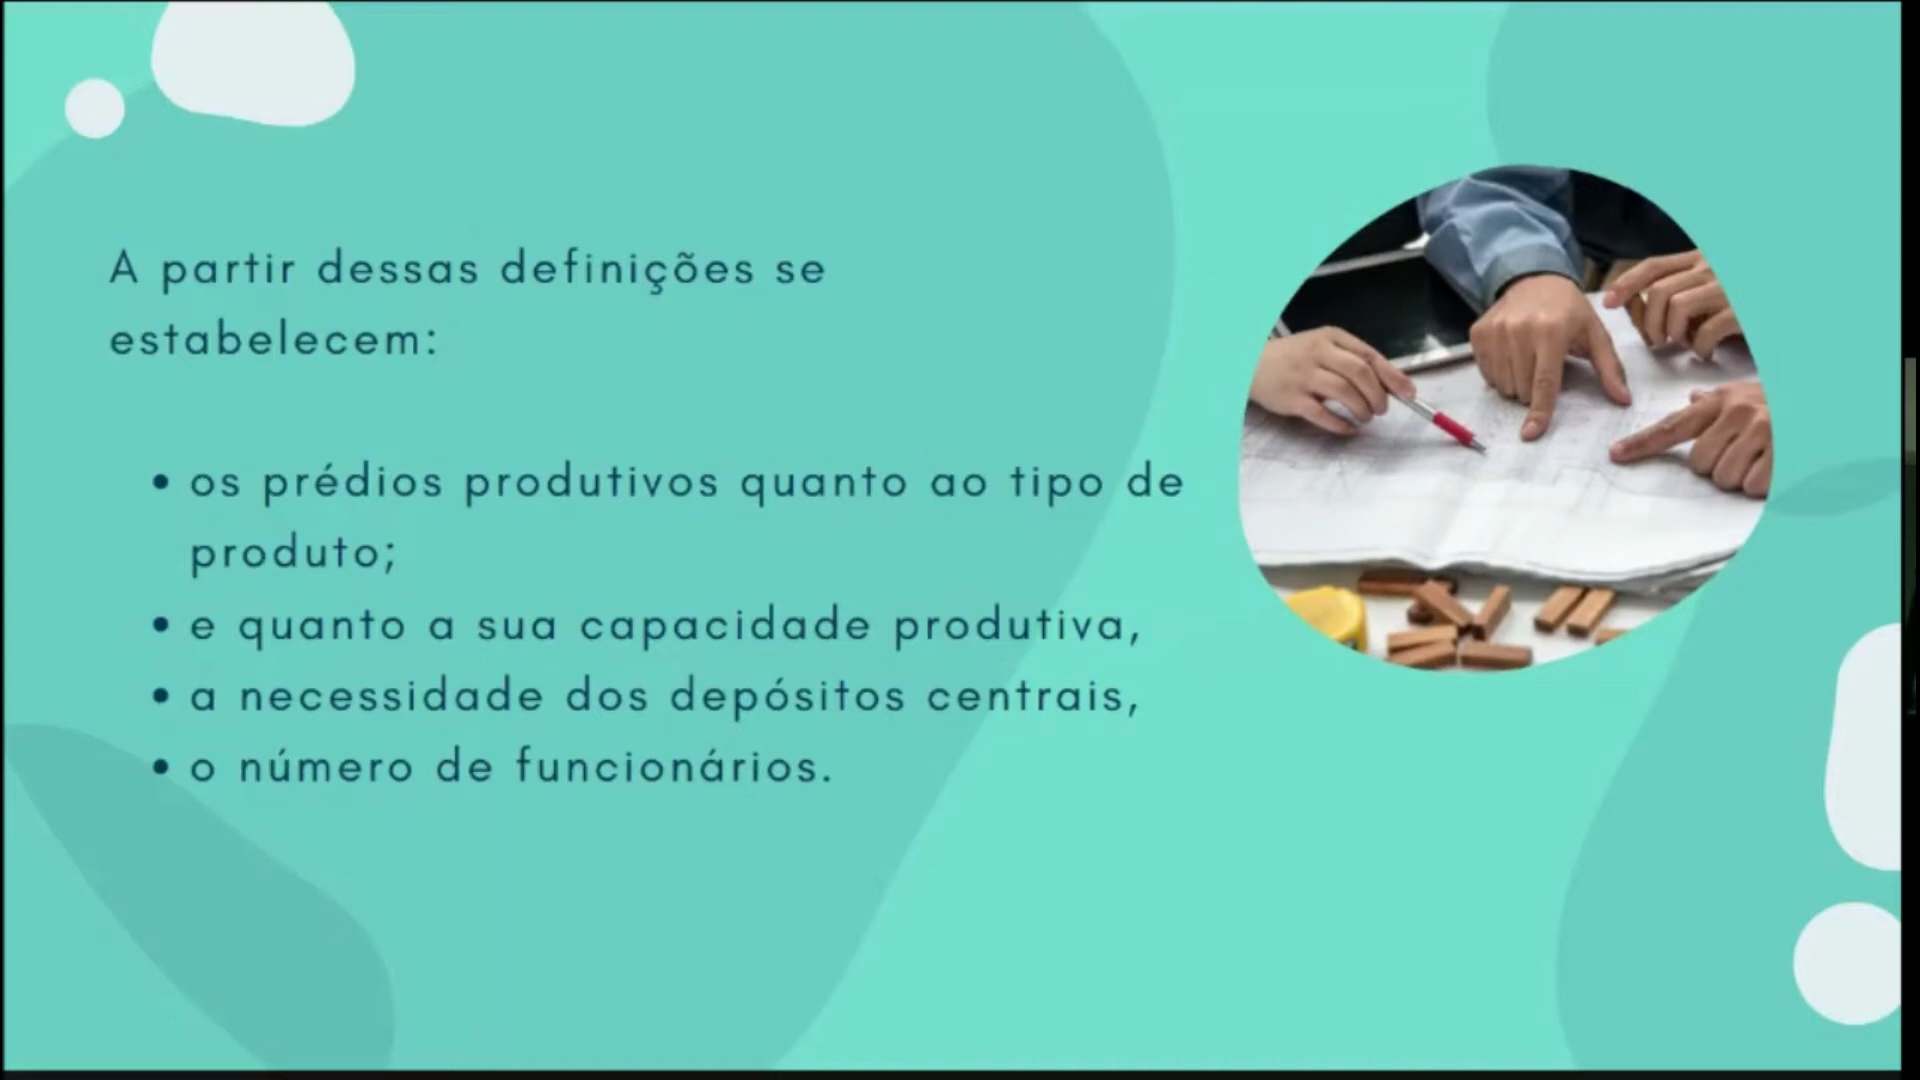 A partir dessas definições se
estabelecem:
• os prédios produtivos quanto ao tipo de
produto;
• e quanto a sua capacidade produtiva,
• a necessidade dos depósitos centrais,
• o número de funcionários.